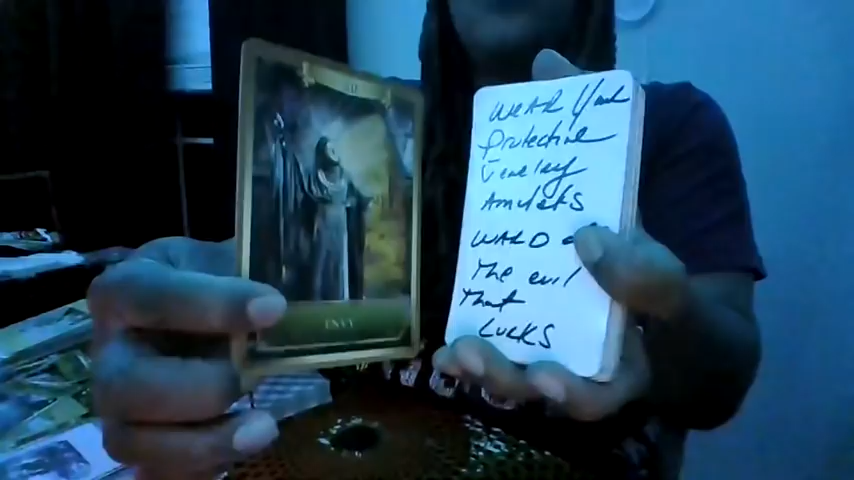 ENVY
WEAR Your
Protective
Jewelry
Amulets
WARD o
The evil
That
LUCKS